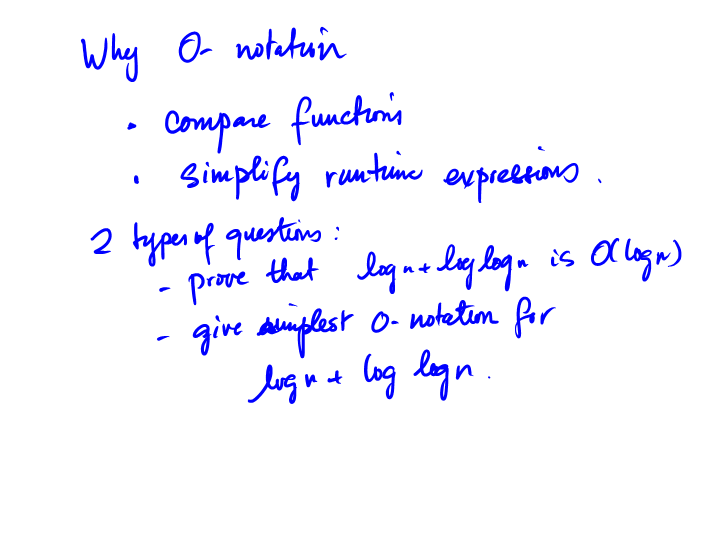 Why O- notation
• compare functions
• simplify runtime expressions.
2 types of questions:
- prove that log n + log log n is O(log n)
- give simplest O- notation for
log n + log log n.